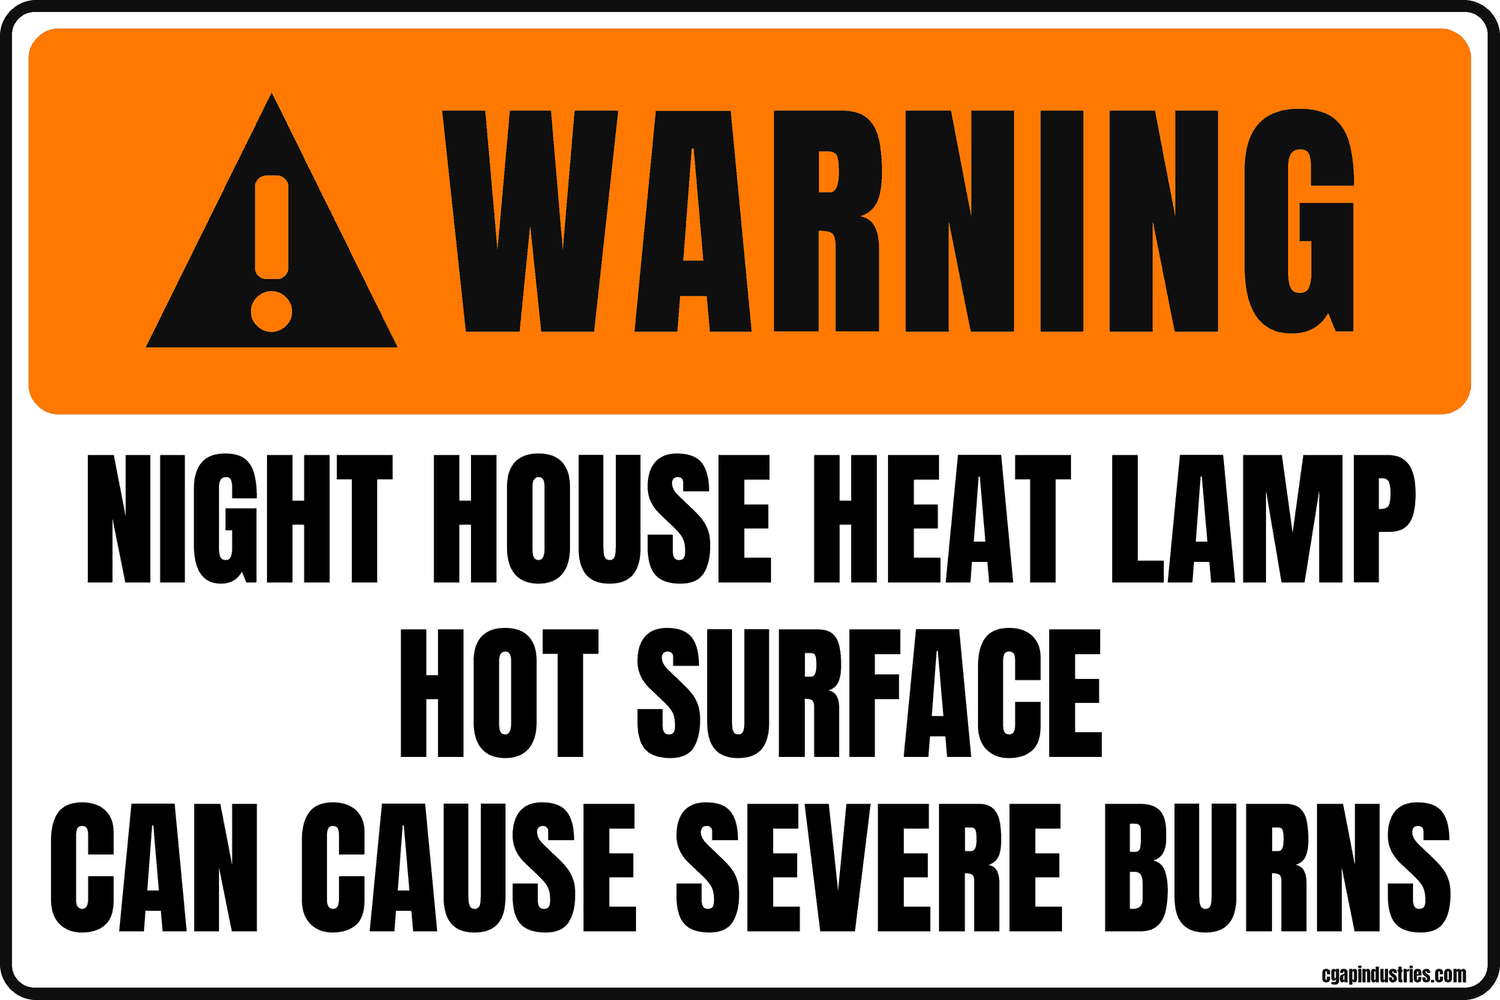 WARNING
NIGHT HOUSE HEAT LAMP
HOT SURFACE
CAN CAUSE SEVERE BURNS
cgapindustries.com